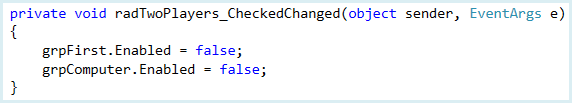 private void radTwoPlayers_CheckedChanged(object sender, EventArgs e)
{
    grpFirst.Enabled = false;
    grpComputer.Enabled = false;
}